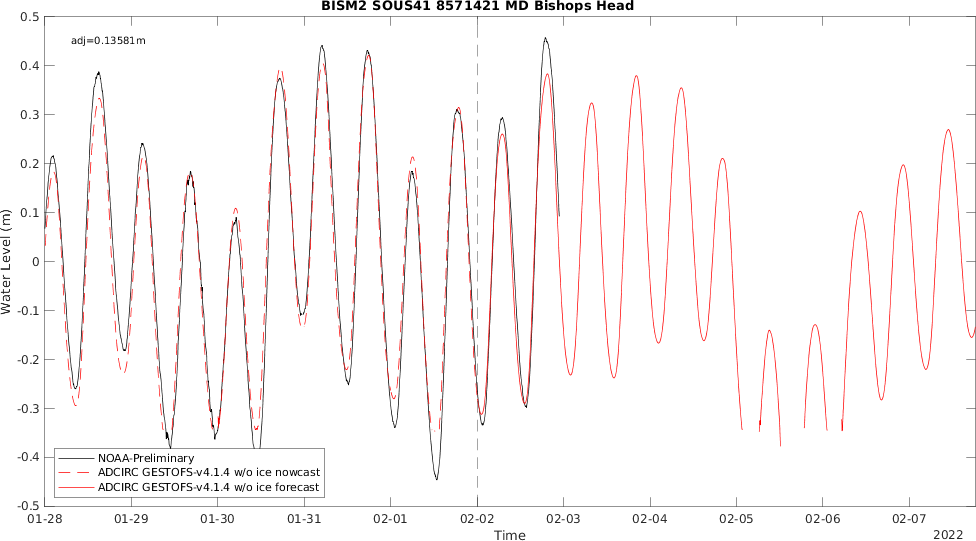 BISM2 SOUS41 8571421 MD Bishops Head
adj=0.13581m
0.5
0.4
0.3
0.2
0.1
0
-0.1
-0.2
-0.3
-0.4
-0.5
Water Level (m)
NOAA-Preliminary
ADCIRC GESTOFS-v4.1.4 w/o ice nowcast
ADCIRC GESTOFS-v4.1.4 w/o ice forecast
01-28 01-29 01-30 01-31 02-01 02-02 02-03 02-04 02-05 02-06 02-07
Time
2022